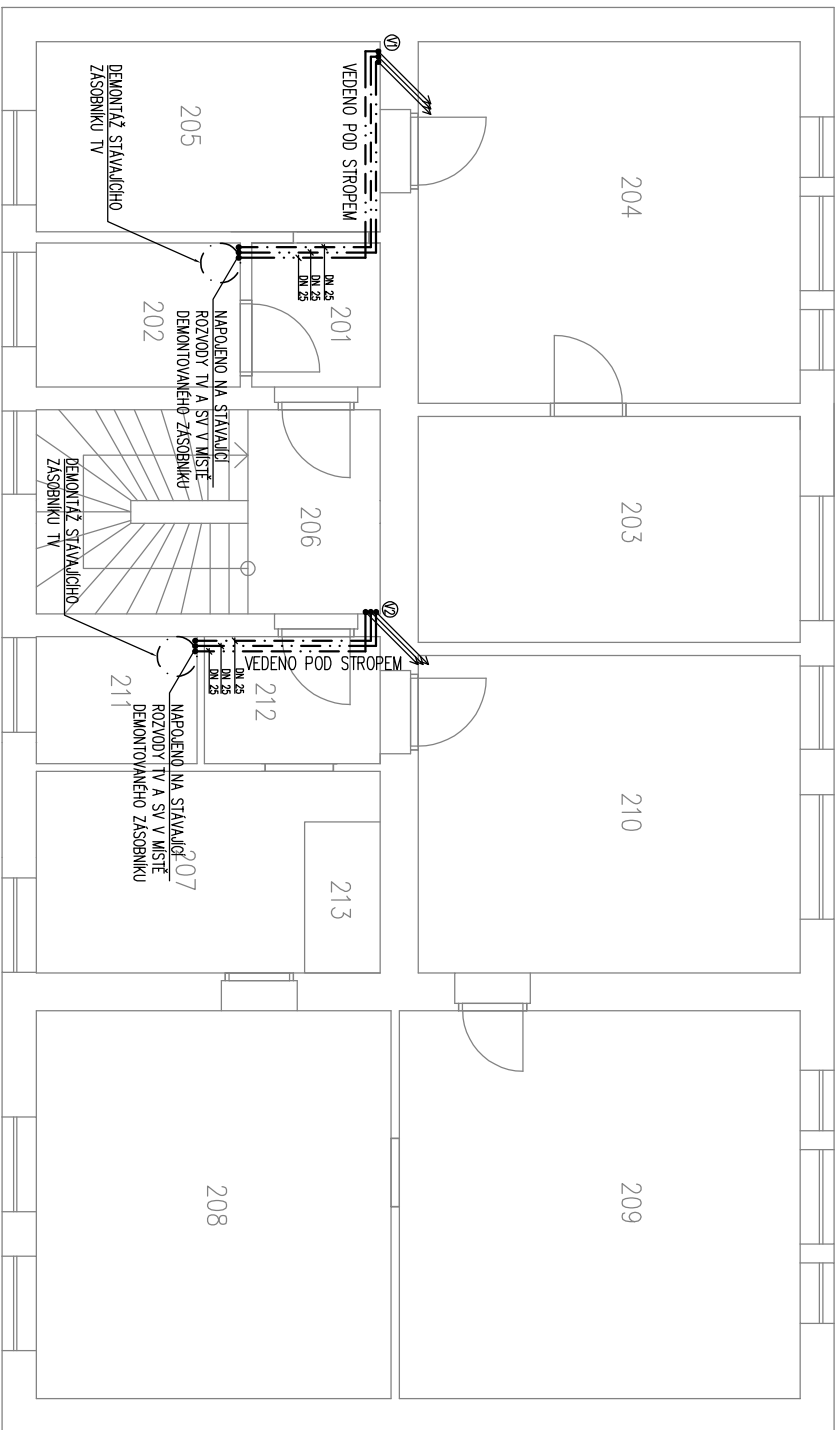 204
203
210
209
V1
VEDENO POD STROPEM
205
DEMONTÁŽ STÁVAJÍCÍHO
ZÁSOBNÍKU TV
DN 25
DN 25
DN 25
201
202
NAPOJENO NA STÁVAJÍCÍ
ROZVODY TV A SV V MÍSTĚ
DEMONTOVANÉHO ZÁSOBNÍKU
206
DEMONTÁŽ STÁVAJÍCÍHO
ZÁSOBNÍKU TV
V2
VEDENO POD STROPEM
DN 25
DN 25
DN 25
212
211
NAPOJENO NA STÁVAJÍCÍ
ROZVODY TV A SV V MÍSTĚ
DEMONTOVANÉHO ZÁSOBNÍKU
207
213
208